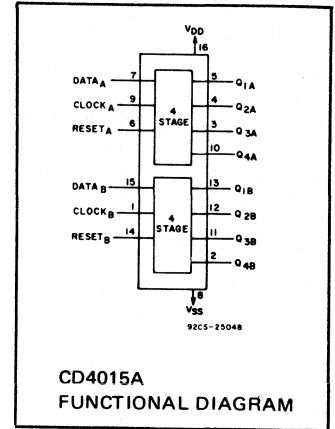 VDD
16
DATAA 7 5 Q1A
CLOCKA 9 4 Q2A
RESETA 6 4 STAGE 3 Q3A
10 Q4A
DATAB 15 13 Q1B
CLOCKB 1 12 Q2B
RESETB 14 4 STAGE 11 Q3B
2 Q4B
8
VSS
92CS-25048
CD4015A
FUNCTIONAL DIAGRAM